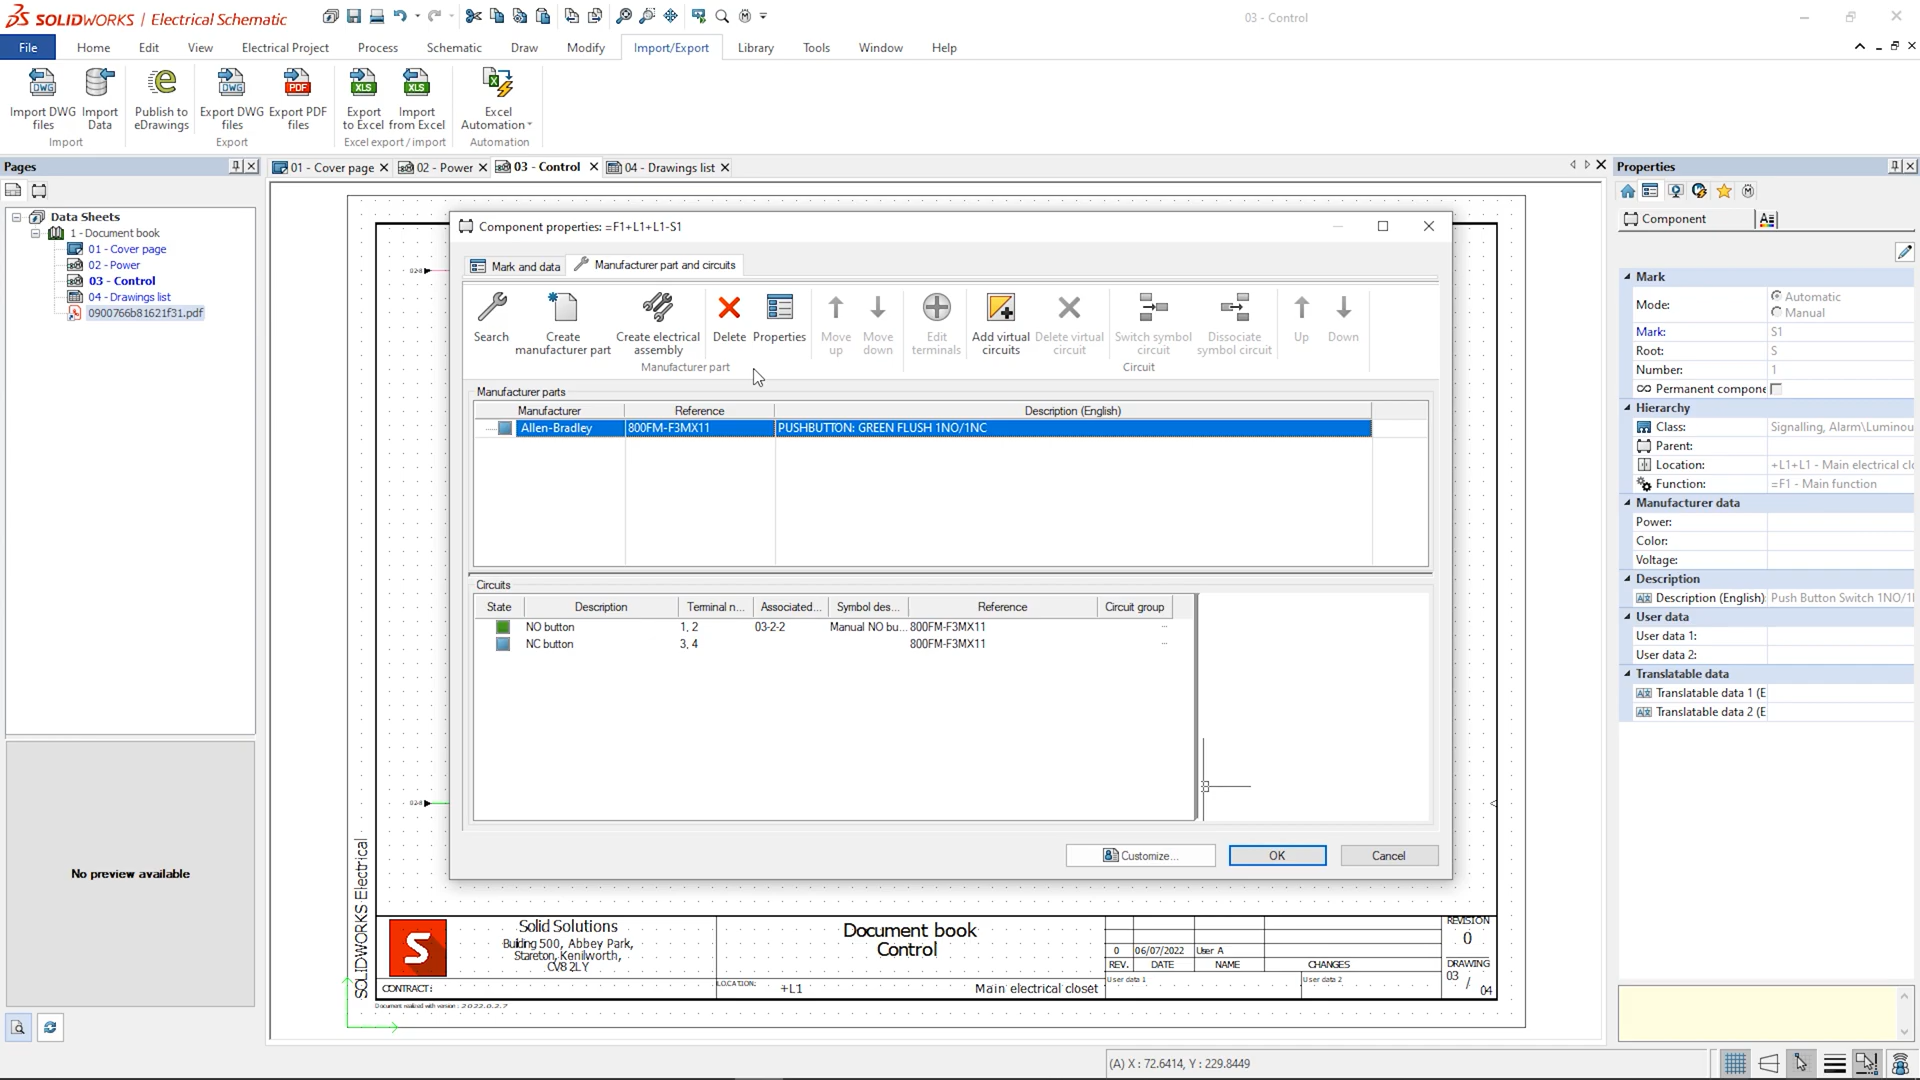 SOLIDWORKS | Electrical Schematic
03 - Control
File
Home
Edit
View
Electrical Project
Process
Schematic
Draw
Modify
Import/Export
Library
Tools
Window
Help
Import DWG files
Import Data
Publish to eDrawings
Export DWG files
Export PDF files
Export to Excel
Import from Excel
Excel Automation
Import
Export
Excel export / import
Automation
Pages
01 - Cover page
02 - Power
03 - Control
04 - Drawings list
Properties
Data Sheets
1 - Document book
01 - Cover page
02 - Power
03 - Control
04 - Drawings list
0900766b81621f31.pdf
No preview available
Component properties: =F1+L1+L1-S1
Mark and data
Manufacturer part and circuits
Search
Create manufacturer part
Create electrical assembly
Delete
Properties
Move up
Move down
Edit terminals
Add virtual circuits
Delete virtual circuit
Switch symbol circuit
Dissociate symbol circuit
Up
Down
Manufacturer part
Circuit
Manufacturer parts
Manufacturer Reference Description (English)
Allen-Bradley 800FM-F3MX11 PUSHBUTTON: GREEN FLUSH 1NO/1NC
Circuits
State Description Terminal n... Associated... Symbol des... Reference Circuit group
NO button 1, 2 03-2-2 Manual NO bu... 800FM-F3MX11 ...
NC button 3, 4 800FM-F3MX11 ...
Customize...
OK
Cancel
SOLIDWORKS Electrical
Solid Solutions
Building 500, Abbey Park,
Stareton, Kenilworth,
CV8 2LY
CONTRACT:
Document book
Control
LOCATION:
+L1
Main electrical closet
0 06/07/2022 User A
REV. DATE NAME CHANGES
User data 1
User data 2
REVISION
0
DRAWING
03 / 04
Document realized with version : 2022.0.2.7
Component
Mark
Mode: Automatic
Manual
Mark: S1
Root: S
Number: 1
Permanent compone
Hierarchy
Class: Signalling, Alarm\Luminou
Parent:
Location: +L1+L1 - Main electrical clo
Function: =F1 - Main function
Manufacturer data
Power:
Color:
Voltage:
Description
Description (English): Push Button Switch 1NO/1
User data
User data 1:
User data 2:
Translatable data
Translatable data 1 (E
Translatable data 2 (E
(A) X : 72.6414, Y : 229.8449